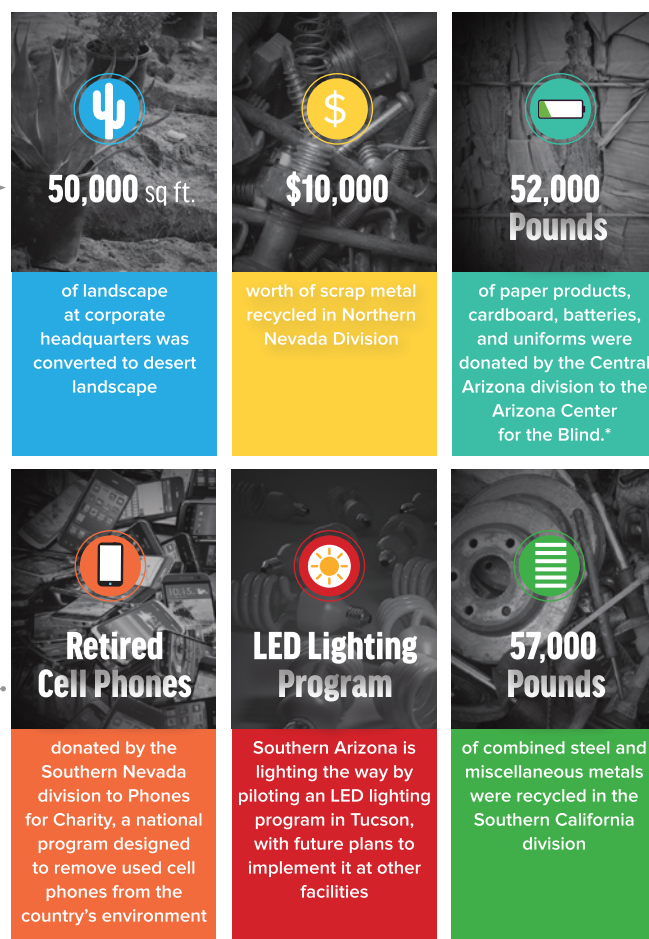 50,000 sq ft.
of landscape
at corporate
headquarters was
converted to desert
landscape
$
$10,000
worth of scrap metal
recycled in Northern
Nevada Division
52,000
Pounds
of paper products,
cardboard, batteries,
and uniforms were
donated by the Central
Arizona division to the
Arizona Center
for the Blind.*
Retired
Cell Phones
donated by the
Southern Nevada
division to Phones
for Charity, a national
program designed
to remove used cell
phones from the
country’s environment
LED Lighting
Program
Southern Arizona is
lighting the way by
piloting an LED lighting
program in Tucson,
with future plans to
implement it at other
facilities
57,000
Pounds
of combined steel and
miscellaneous metals
were recycled in the
Southern California
division